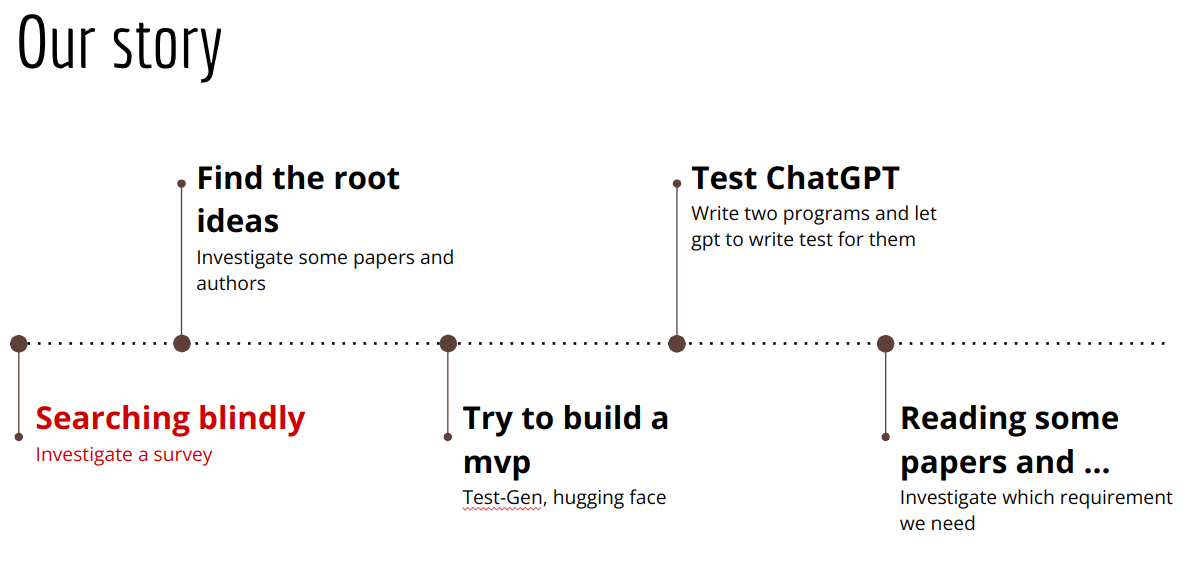 Our story
Find the root
ideas
Investigate some papers and
authors
Test ChatGPT
Write two programs and let
gpt to write test for them
Searching blindly
Investigate a survey
Try to build a
mvp
Test-Gen, hugging face
Reading some
papers and ...
Investigate which requirement
we need